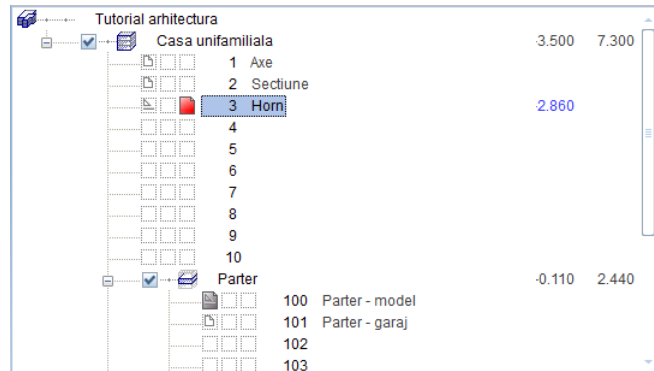 Tutorial arhitectura
Casa unifamiliala -3.500 7.300
1 Axe
2 Sectiune
3 Horn -2.860
4
5
6
7
8
9
10
Parter -0.110 2.440
100 Parter - model
101 Parter - garaj
102
103